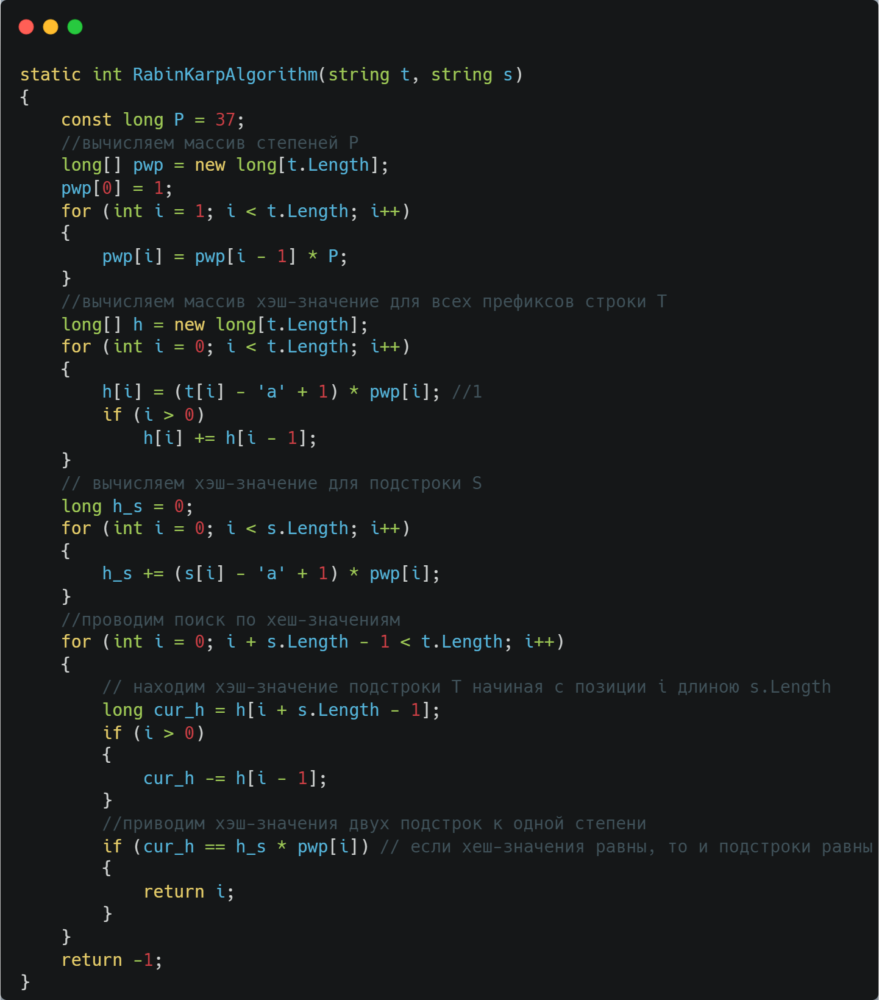 static int RabinKarpAlgorithm(string t, string s)
{
    const long P = 37;
    //вычисляем массив степеней P
    long[] pwp = new long[t.Length];
    pwp[0] = 1;
    for (int i = 1; i < t.Length; i++)
    {
        pwp[i] = pwp[i - 1] * P;
    }
    //вычисляем массив хэш-значение для всех префиксов строки T
    long[] h = new long[t.Length];
    for (int i = 0; i < t.Length; i++)
    {
        h[i] = (t[i] - 'a' + 1) * pwp[i]; //1
        if (i > 0)
            h[i] += h[i - 1];
    }
    // вычисляем хэш-значение для подстроки S
    long h_s = 0;
    for (int i = 0; i < s.Length; i++)
    {
        h_s += (s[i] - 'a' + 1) * pwp[i];
    }
    //проводим поиск по хеш-значениям
    for (int i = 0; i + s.Length - 1 < t.Length; i++)
    {
        // находим хэш-значение подстроки T начиная с позиции i длиною s.Length
        long cur_h = h[i + s.Length - 1];
        if (i > 0)
        {
            cur_h -= h[i - 1];
        }
        //приводим хэш-значения двух подстрок к одной степени
        if (cur_h == h_s * pwp[i]) // если хеш-значения равны, то и подстроки равны
        {
            return i;
        }
    }
    return -1;
}